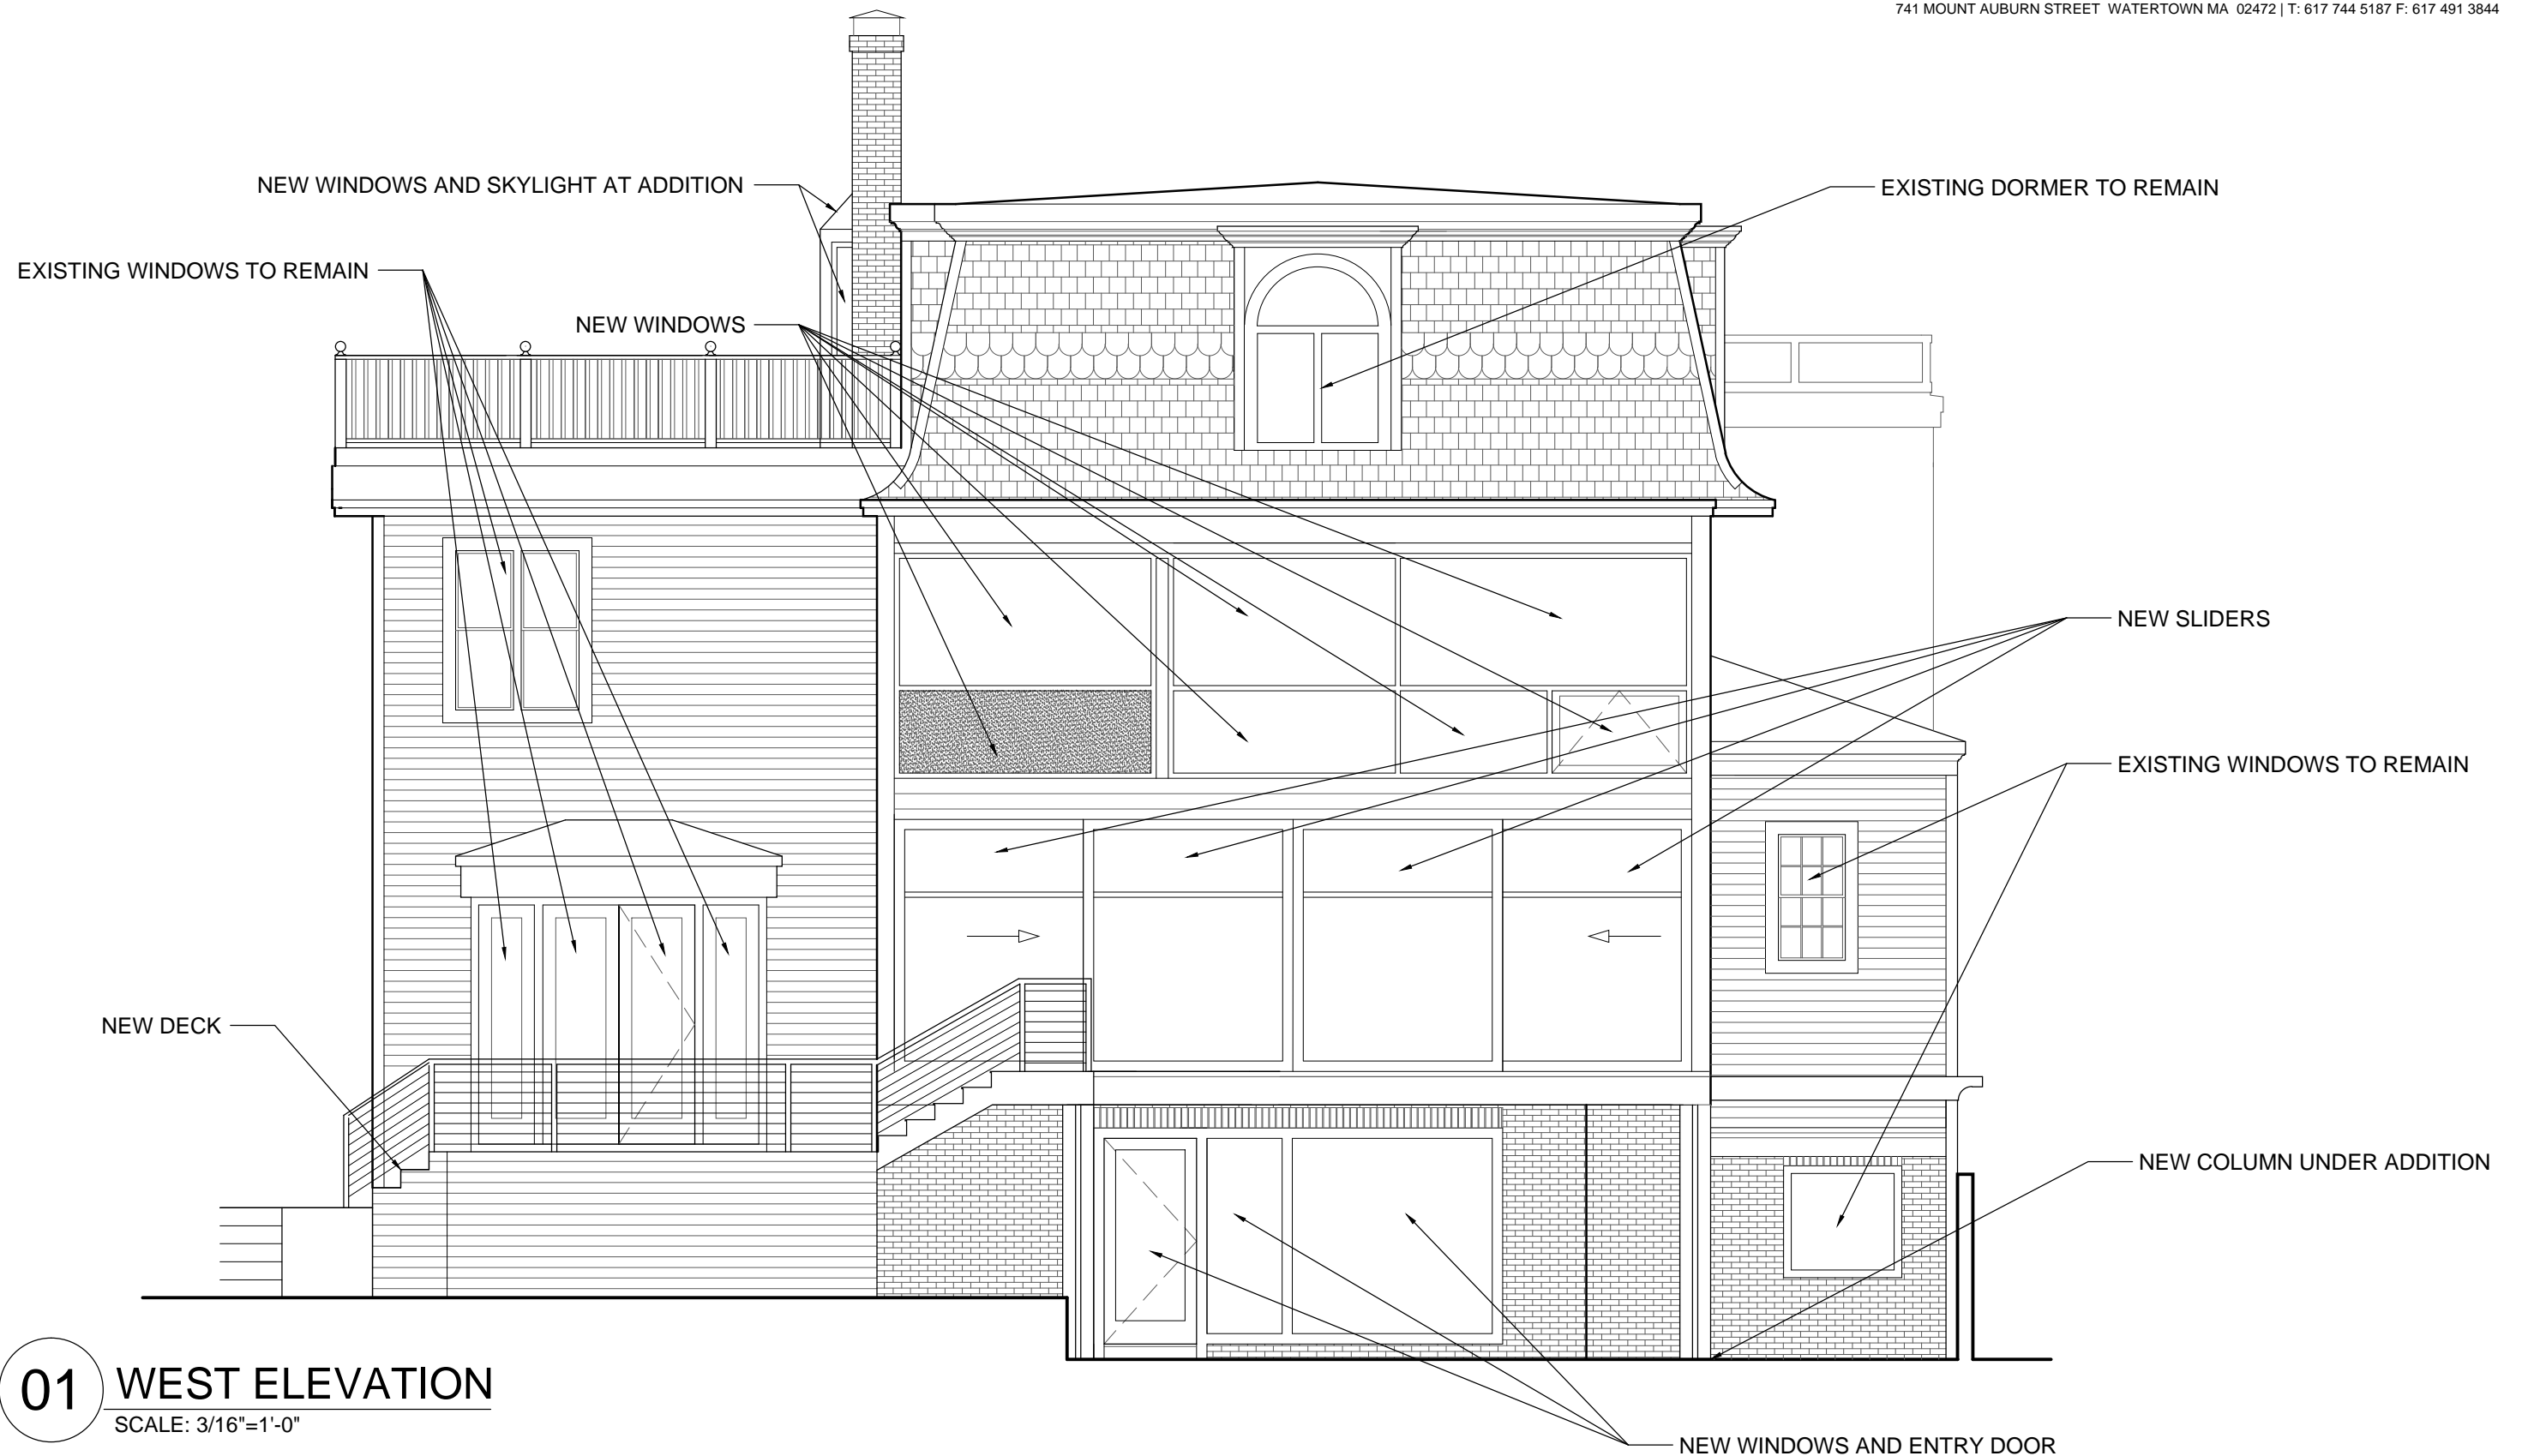 741 MOUNT AUBURN STREET WATERTOWN MA 02472 | T: 617 744 5187 F: 617 491 3844
NEW WINDOWS AND SKYLIGHT AT ADDITION
EXISTING DORMER TO REMAIN
EXISTING WINDOWS TO REMAIN
NEW WINDOWS
NEW SLIDERS
EXISTING WINDOWS TO REMAIN
NEW DECK
NEW COLUMN UNDER ADDITION
01 WEST ELEVATION
SCALE: 3/16"=1'-0"
NEW WINDOWS AND ENTRY DOOR